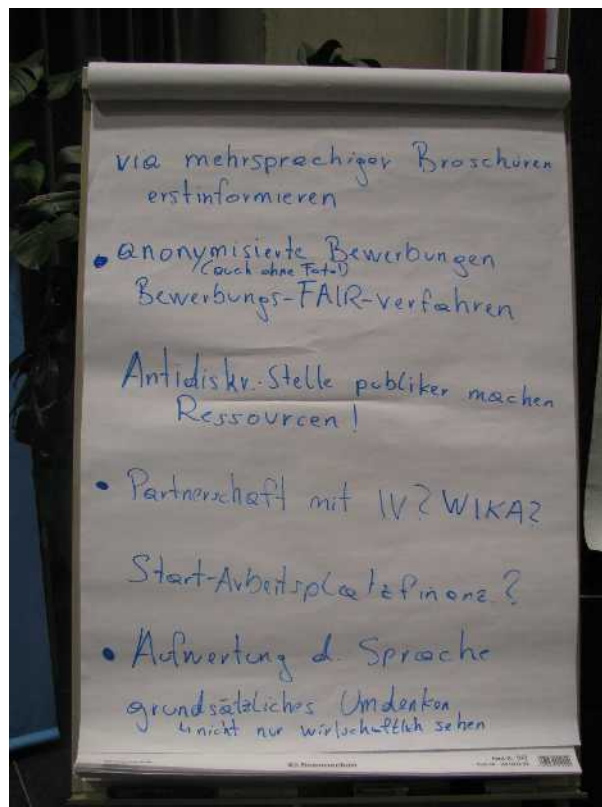 via mehrsprachiger Broschüren
erstinformieren
• anonymisierte Bewerbungen
(auch ohne Foto!)
Bewerbungs-FAIR-verfahren
Antidiskr.-Stelle publiker machen
Ressourcen!
• Partnerschaft mit IV? WIKA?
Start-Arbeitsplatzfinanz.?
• Aufwertung d. Sprache
grundsätzliches Umdenken
↳ nicht nur wirtschaftlich sehen